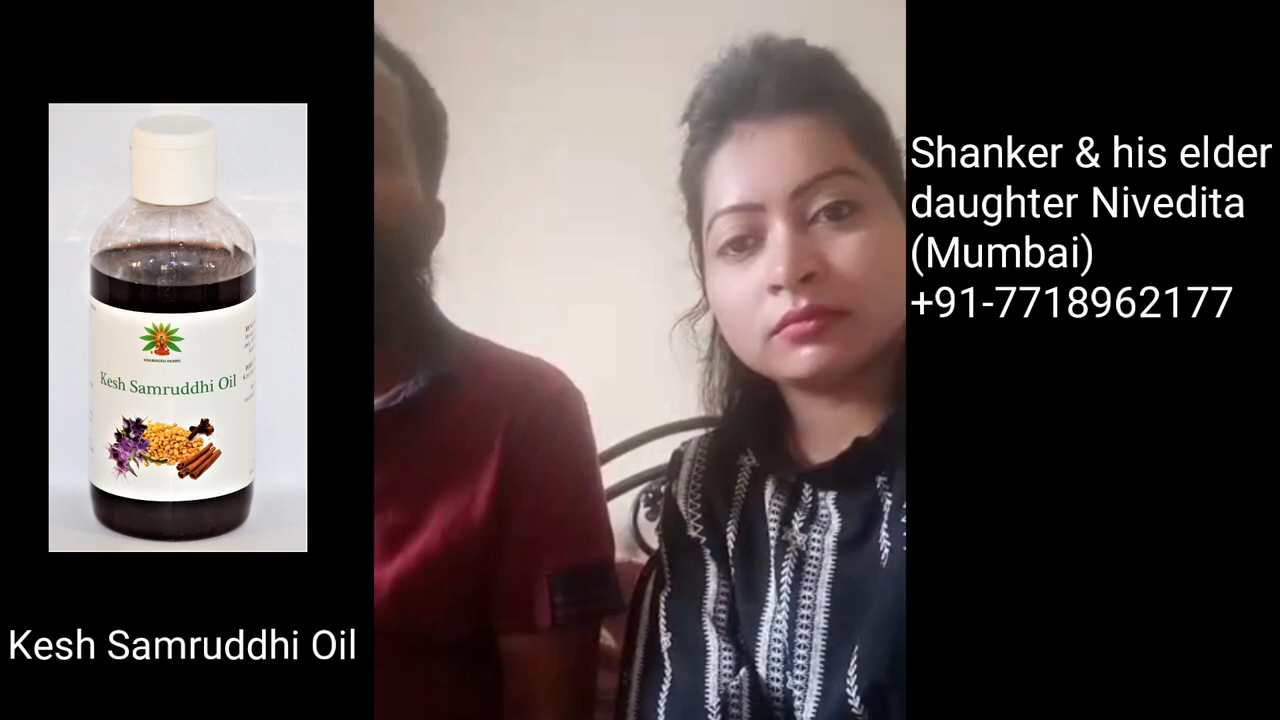 Kesh Samruddhi Oil
Kesh Samruddhi Oil
Shanker & his elder
daughter Nivedita
(Mumbai)
+91-7718962177